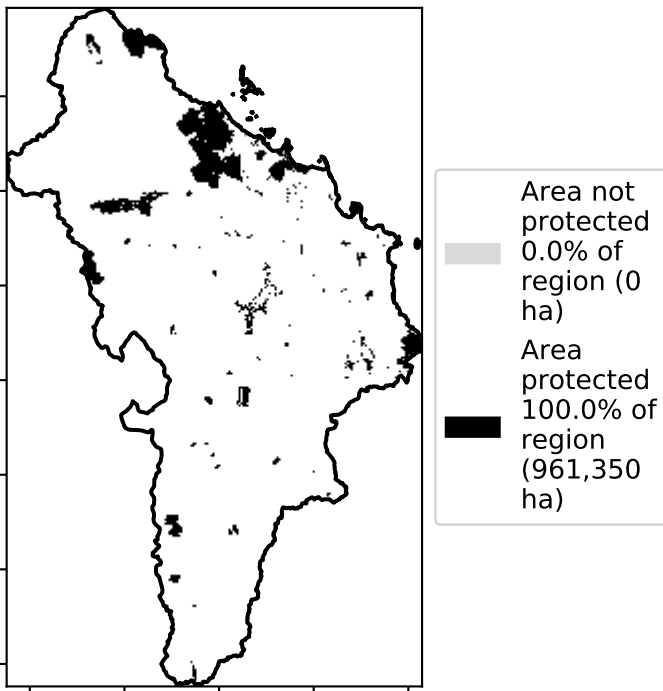 Area not
protected
0.0% of
region (0
ha)
Area
protected
100.0% of
region
(961,350
ha)